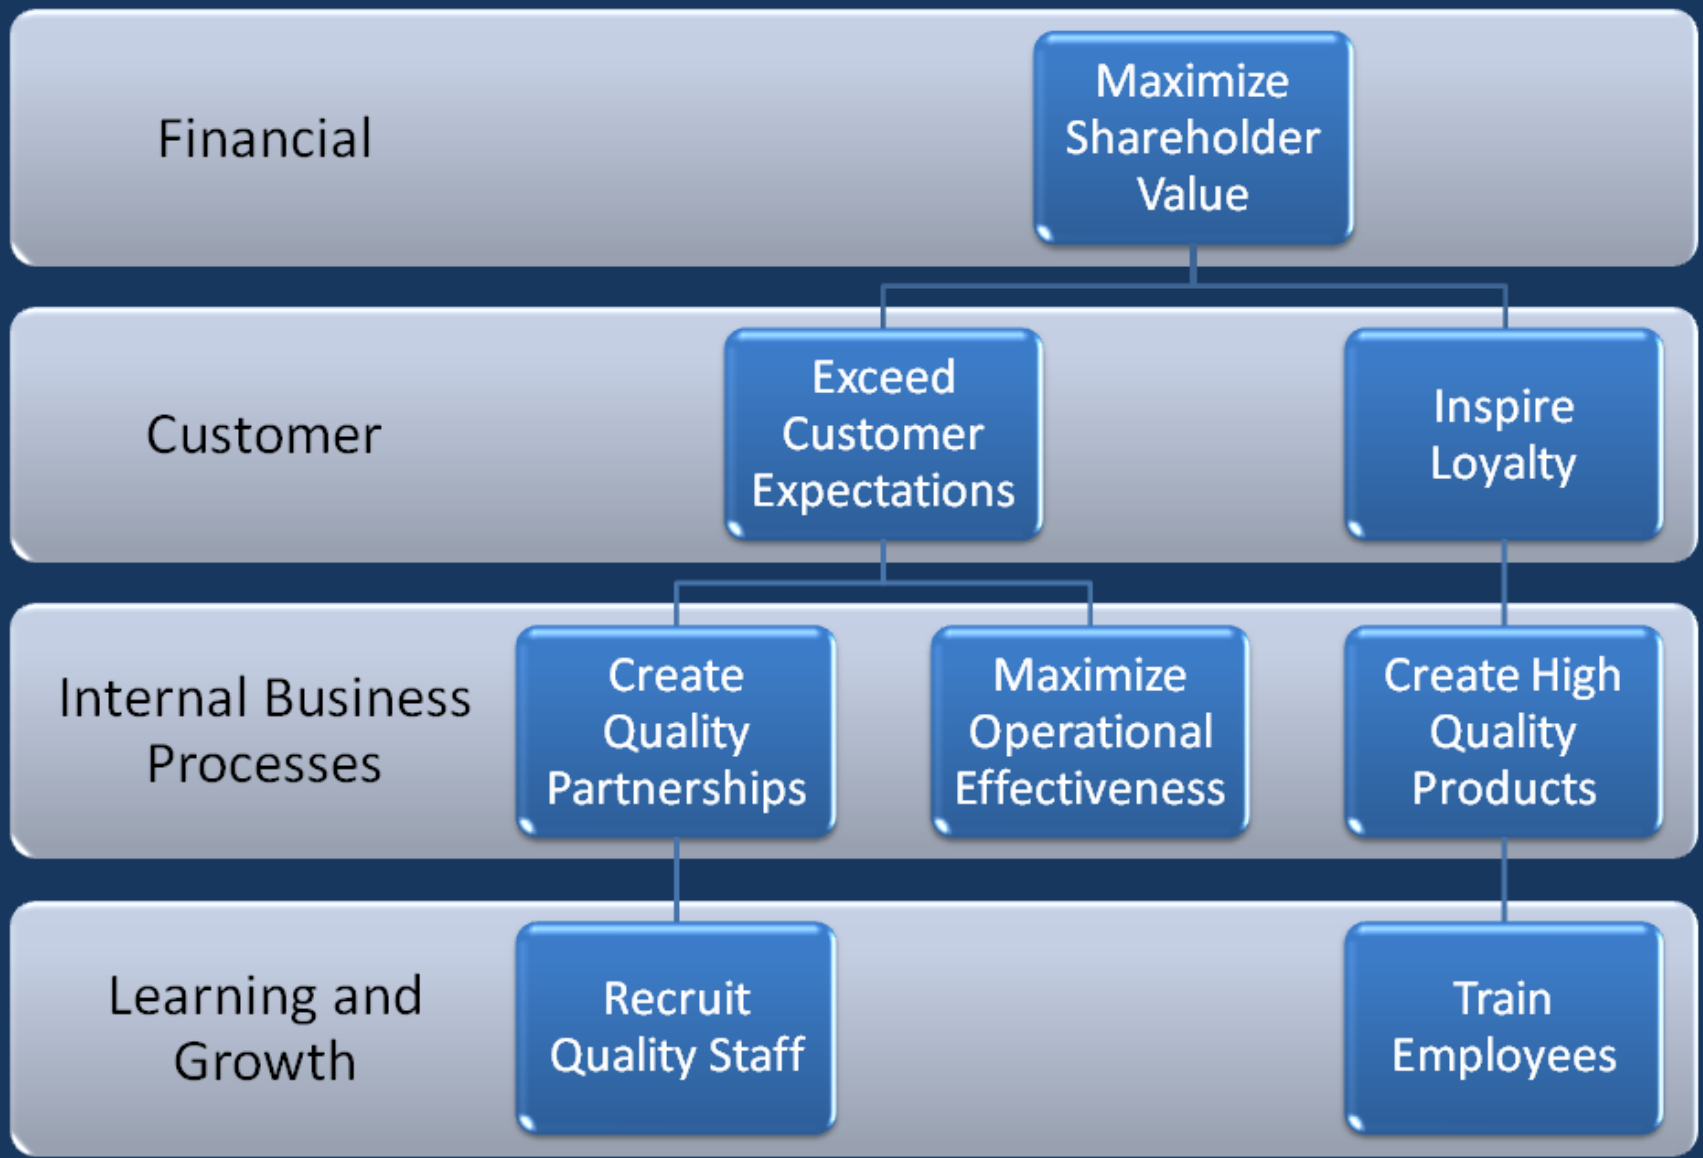 Financial
Maximize
Shareholder
Value
Customer
Exceed
Customer
Expectations
Inspire
Loyalty
Internal Business
Processes
Create
Quality
Partnerships
Maximize
Operational
Effectiveness
Create High
Quality
Products
Learning and
Growth
Recruit
Quality Staff
Train
Employees